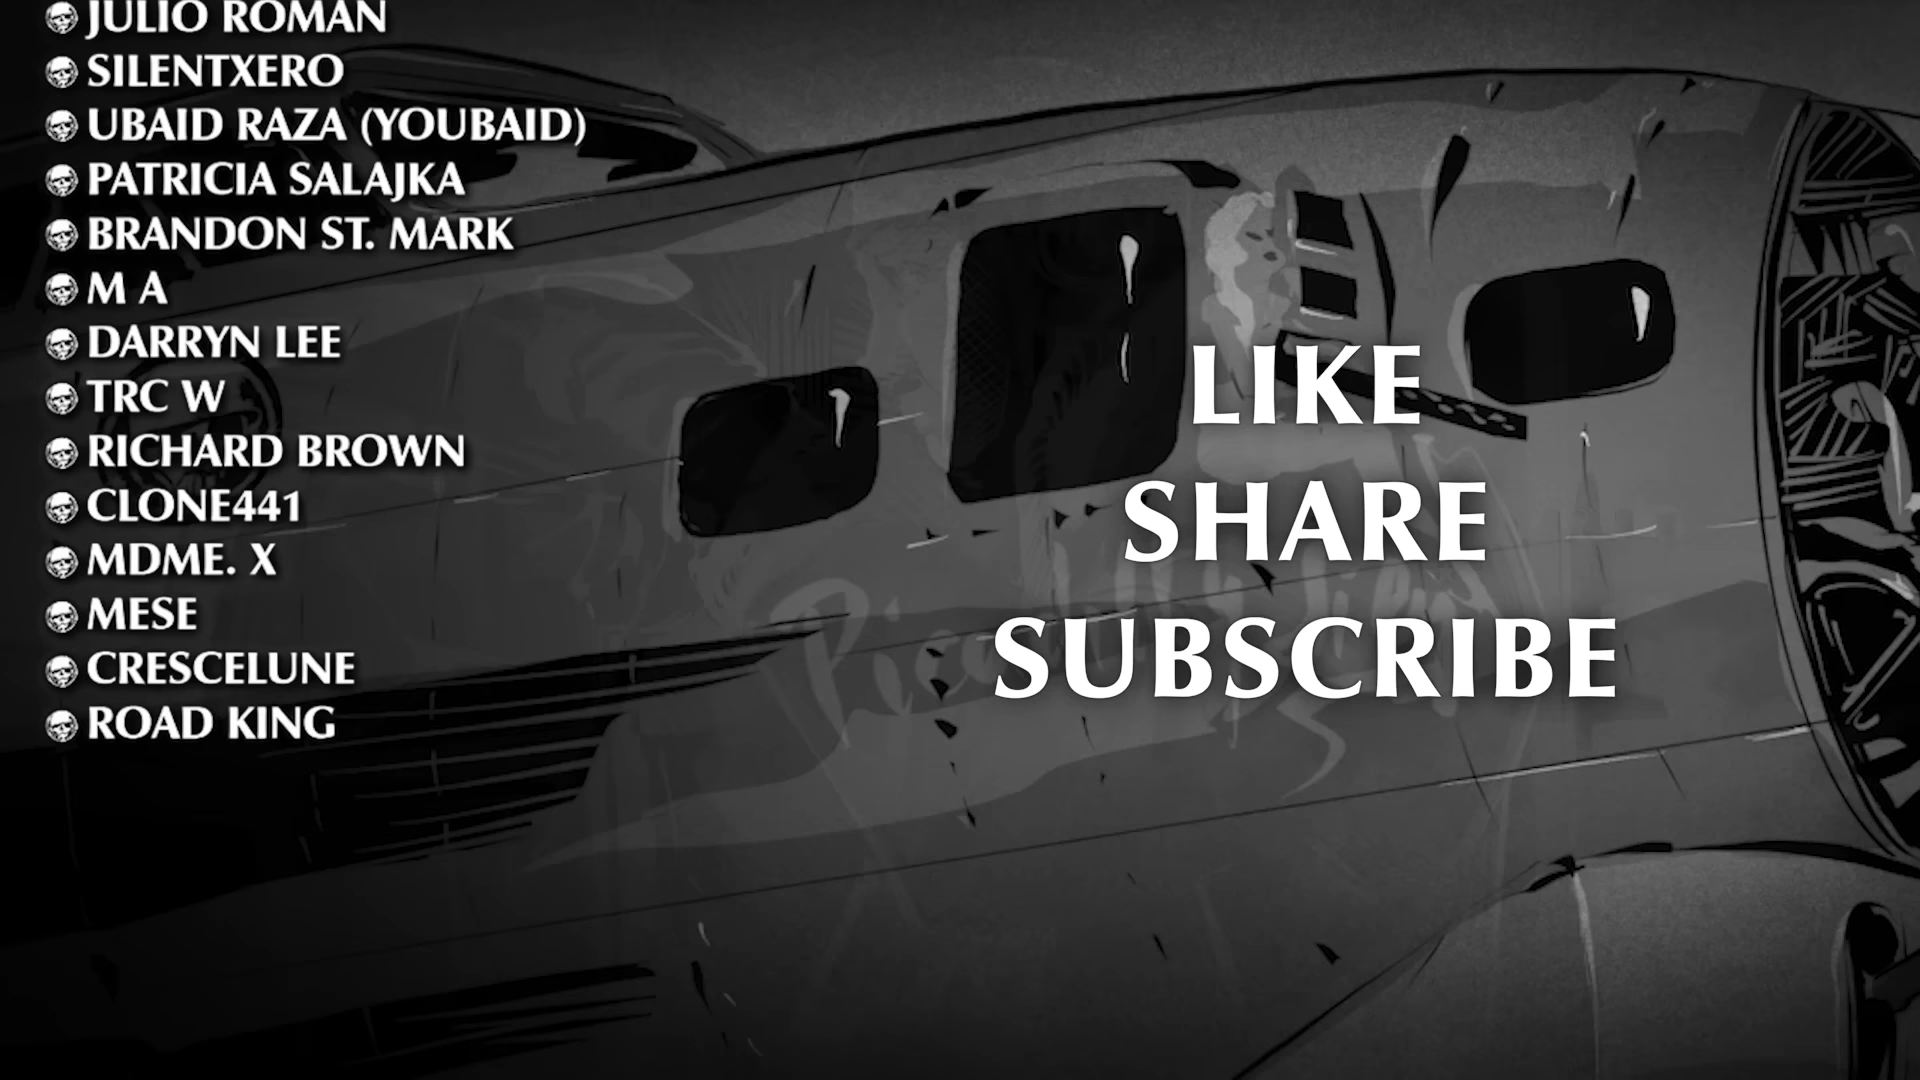 JULIO ROMAN
SILENTXERO
UBAID RAZA (YOUBAID)
PATRICIA SALAJKA
BRANDON ST. MARK
M A
DARRYN LEE
TRC W
RICHARD BROWN
CLONE441
MDME. X
MESE
CRESCELUNE
ROAD KING
LIKE
SHARE
SUBSCRIBE